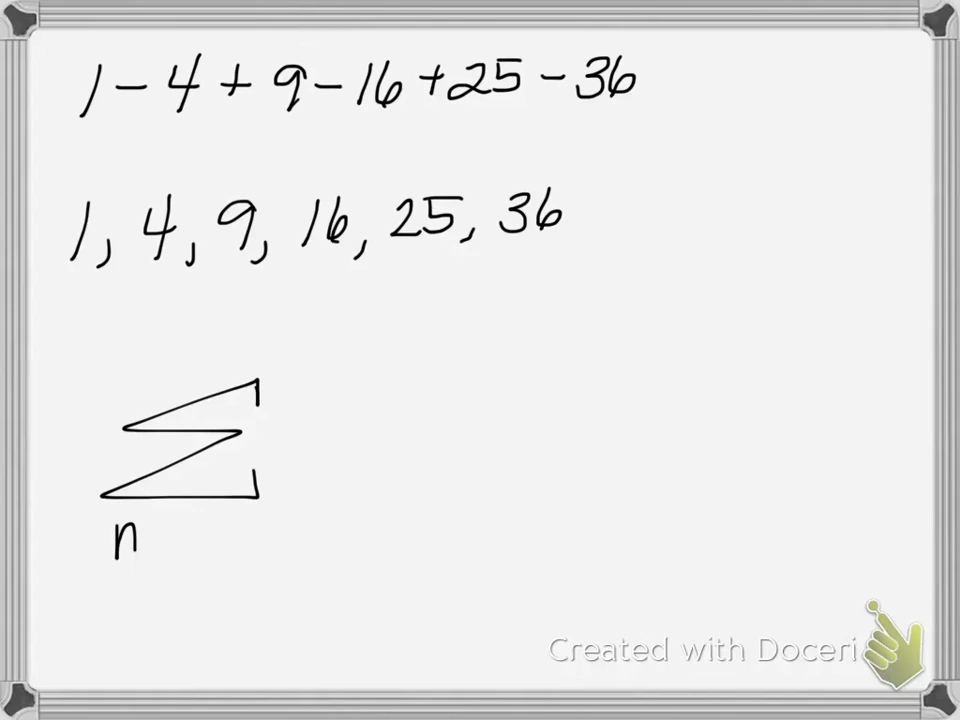 1 - 4 + 9 - 16 + 25 - 36
1, 4, 9, 16, 25, 36
Σ
n
Created with Doceri